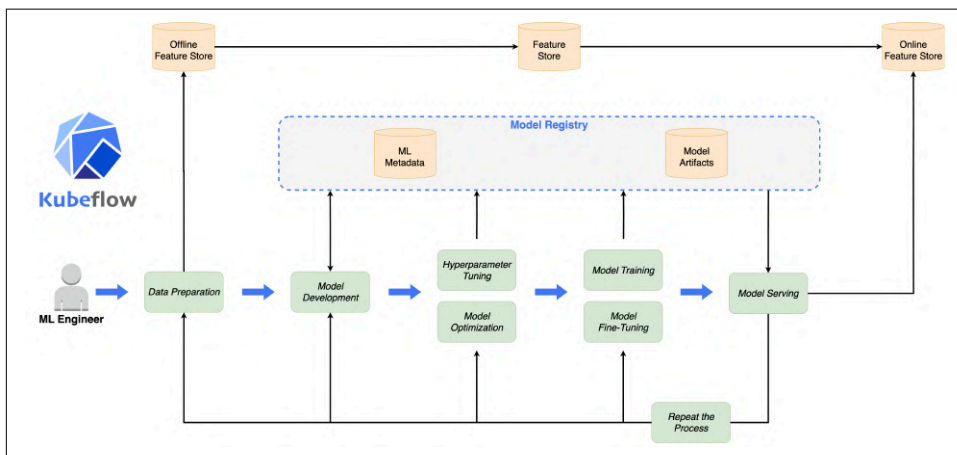 Offline
Feature Store
Feature
Store
Online
Feature Store
Model Registry
ML
Metadata
Model
Artifacts
Kubeflow
Hyperparameter
Tuning
Model Training
Data Preparation
Model
Development
Model Serving
ML Engineer
Model
Optimization
Model
Fine-Tuning
Repeat the
Process